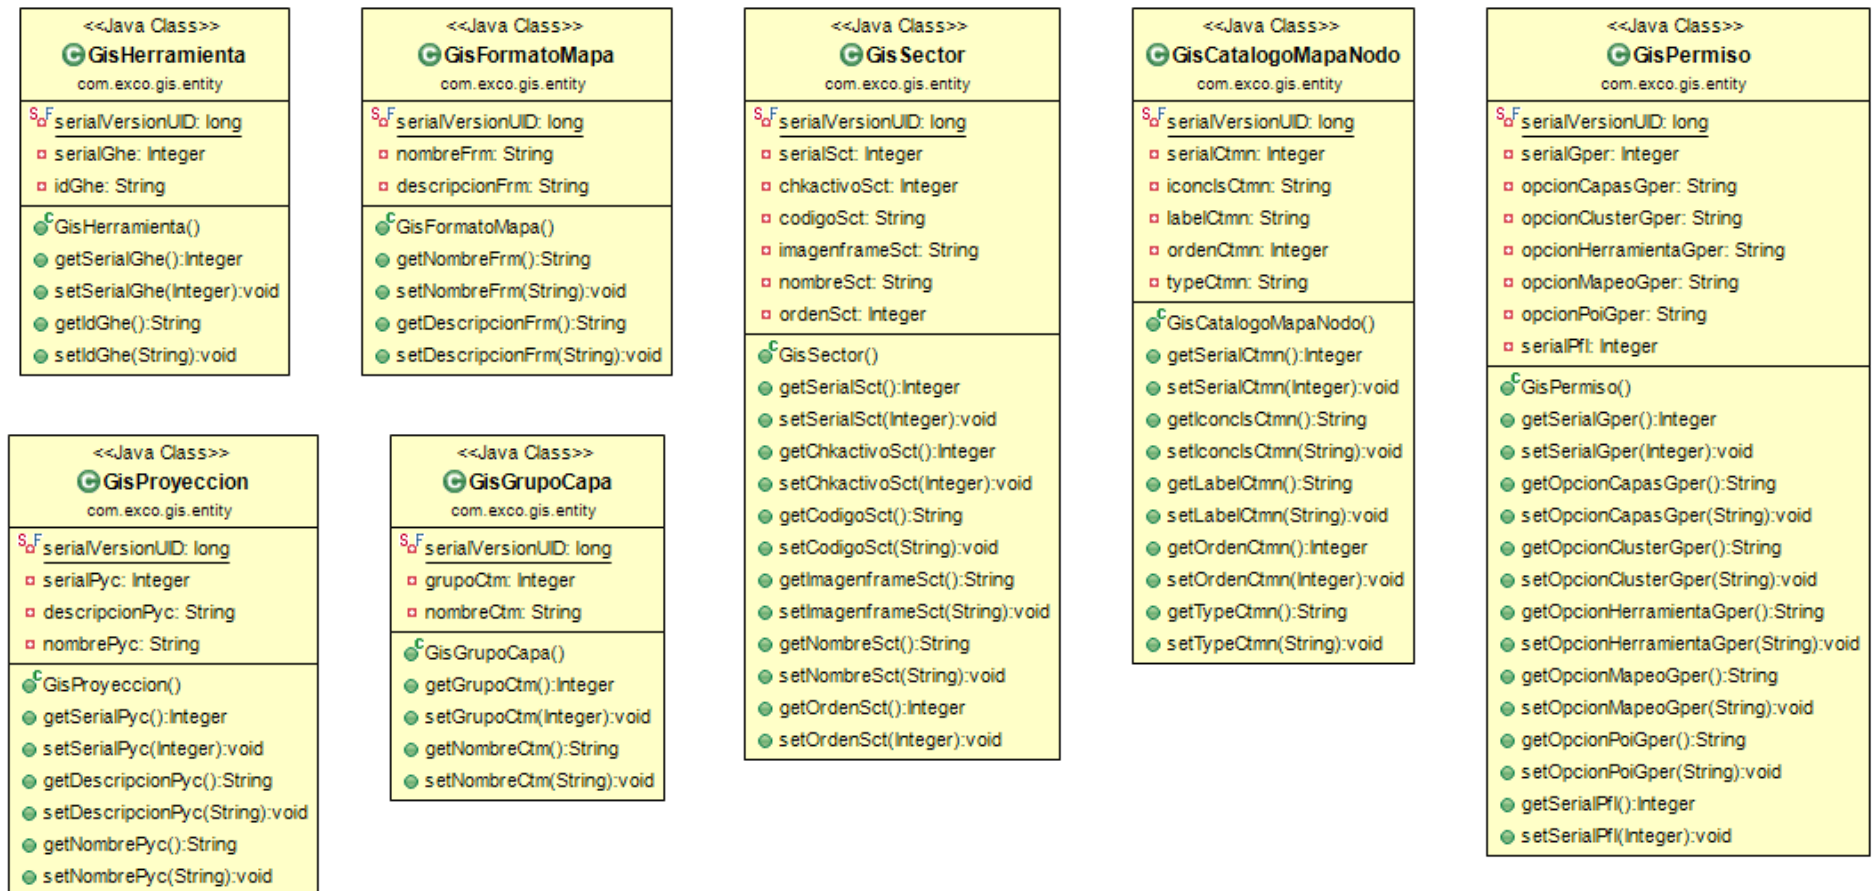 <<Java Class>>
GisHerramienta
com.exco.gis.entity
serialVersionUID: long
serialGhe: Integer
idGhe: String
GisHerramienta()
getSerialGhe():Integer
setSerialGhe(Integer):void
getIdGhe():String
setIdGhe(String):void
<<Java Class>>
GisFormatoMapa
com.exco.gis.entity
serialVersionUID: long
nombreFrm: String
descripcionFrm: String
GisFormatoMapa()
getNombreFrm():String
setNombreFrm(String):void
getDescripcionFrm():String
setDescripcionFrm(String):void
<<Java Class>>
GisSector
com.exco.gis.entity
serialVersionUID: long
serialSct: Integer
chkactivoSct: Integer
codigoSct: String
imagenframeSct: String
nombreSct: String
ordenSct: Integer
GisSector()
getSerialSct():Integer
setSerialSct(Integer):void
getChkactivoSct():Integer
setChkactivoSct(Integer):void
getCodigoSct():String
setCodigoSct(String):void
getImagenframeSct():String
setImagenframeSct(String):void
getNombreSct():String
setNombreSct(String):void
getOrdenSct():Integer
setOrdenSct(Integer):void
<<Java Class>>
GisCatalogoMapaNodo
com.exco.gis.entity
serialVersionUID: long
serialCtmn: Integer
iconclsCtmn: String
labelCtmn: String
ordenCtmn: Integer
typeCtmn: String
GisCatalogoMapaNodo()
getSerialCtmn():Integer
setSerialCtmn(Integer):void
getIconclsCtmn():String
setIconclsCtmn(String):void
getLabelCtmn():String
setLabelCtmn(String):void
getOrdenCtmn():Integer
setOrdenCtmn(Integer):void
getTypeCtmn():String
setTypeCtmn(String):void
<<Java Class>>
GisPermiso
com.exco.gis.entity
serialVersionUID: long
serialGper: Integer
opcionCapasGper: String
opcionClusterGper: String
opcionHerramientaGper: String
opcionMapeoGper: String
opcionPoiGper: String
serialPfl: Integer
GisPermiso()
getSerialGper():Integer
setSerialGper(Integer):void
getOpcionCapasGper():String
setOpcionCapasGper(String):void
getOpcionClusterGper():String
setOpcionClusterGper(String):void
getOpcionHerramientaGper():String
setOpcionHerramientaGper(String):void
getOpcionMapeoGper():String
setOpcionMapeoGper(String):void
getOpcionPoiGper():String
setOpcionPoiGper(String):void
getSerialPfl():Integer
setSerialPfl(Integer):void
<<Java Class>>
GisProyeccion
com.exco.gis.entity
serialVersionUID: long
serialPyc: Integer
descripcionPyc: String
nombrePyc: String
GisProyeccion()
getSerialPyc():Integer
setSerialPyc(Integer):void
getDescripcionPyc():String
setDescripcionPyc(String):void
getNombrePyc():String
setNombrePyc(String):void
<<Java Class>>
GisGrupoCapa
com.exco.gis.entity
serialVersionUID: long
grupoCtm: Integer
nombreCtm: String
GisGrupoCapa()
getGrupoCtm():Integer
setGrupoCtm(Integer):void
getNombreCtm():String
setNombreCtm(String):void